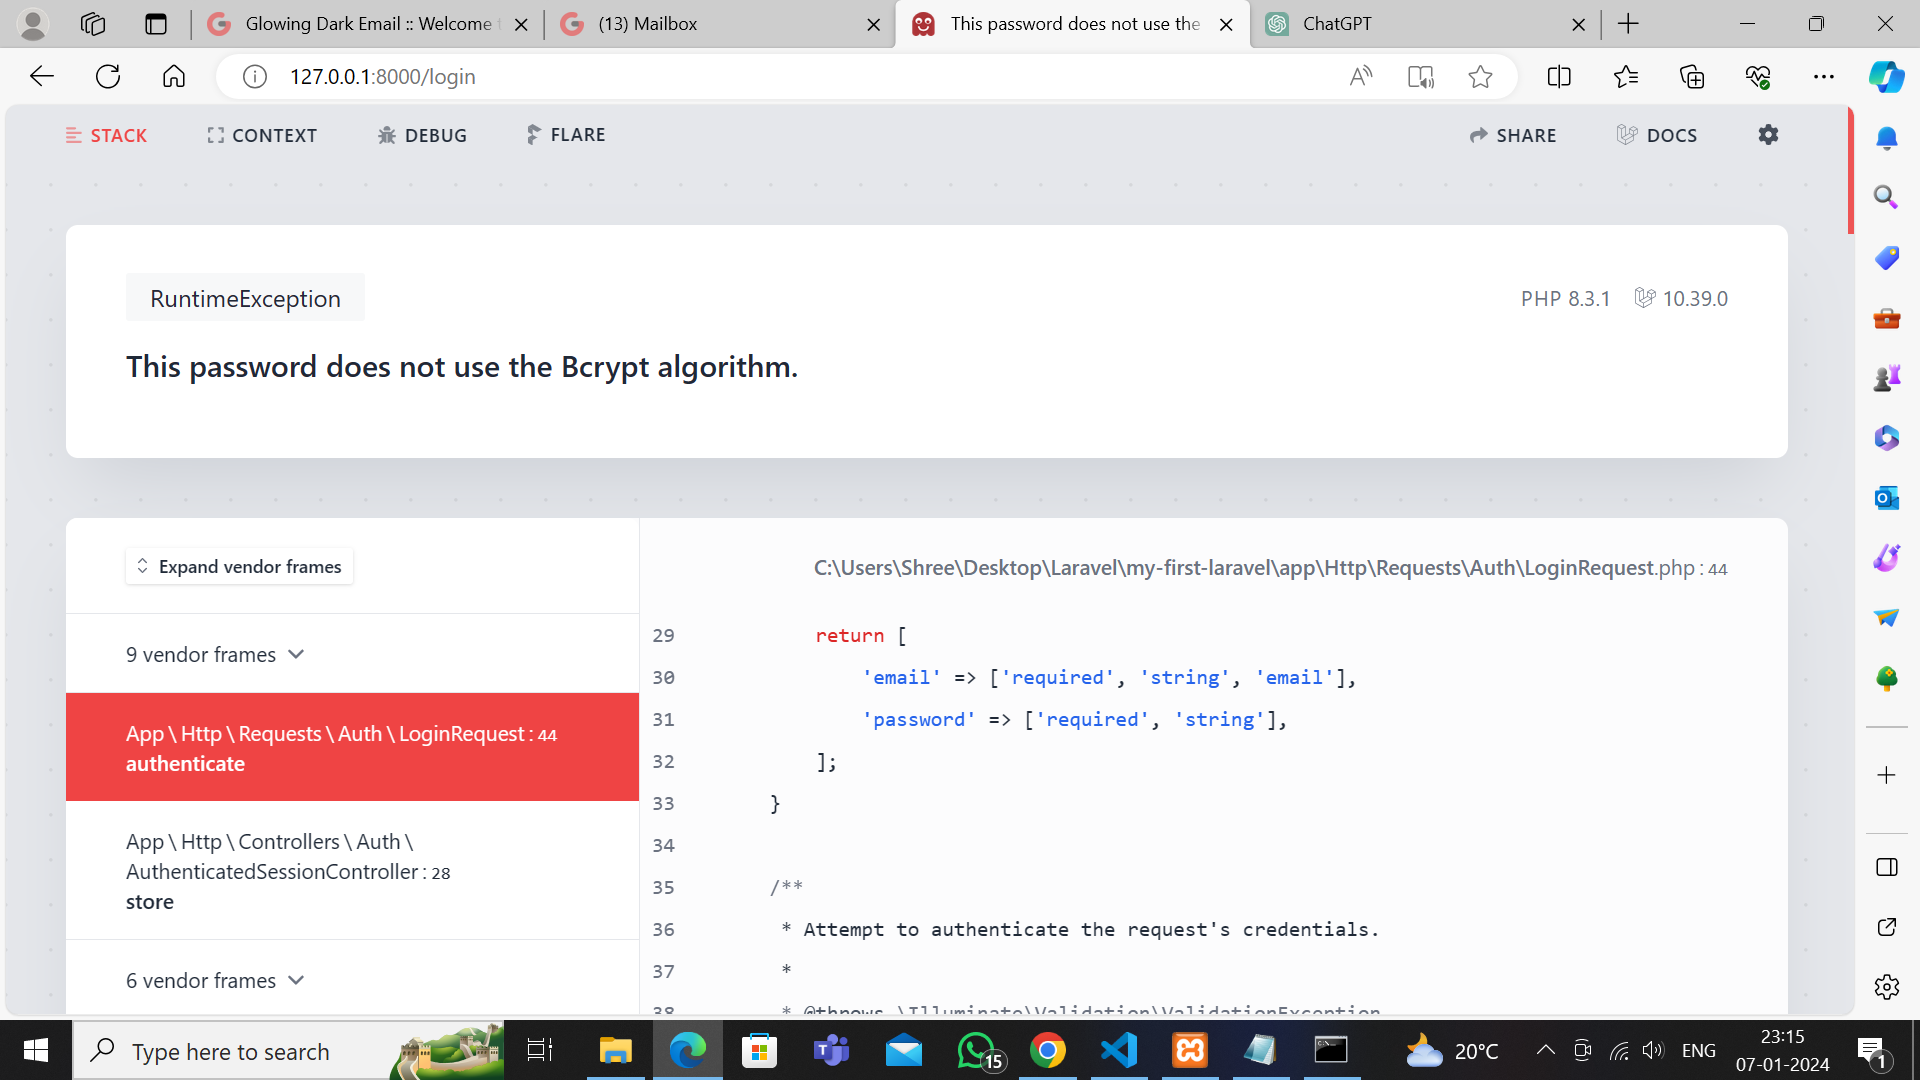 Glowing Dark Email :: Welcome
(13) Mailbox
This password does not use the
ChatGPT
127.0.0.1:8000/login
STACK
CONTEXT
DEBUG
FLARE
SHARE
DOCS
RuntimeException
PHP 8.3.1
10.39.0
This password does not use the Bcrypt algorithm.
Expand vendor frames
9 vendor frames
App \ Http \ Requests \ Auth \ LoginRequest : 44
authenticate
App \ Http \ Controllers \ Auth \
AuthenticatedSessionController : 28
store
6 vendor frames
C:\Users\Shree\Desktop\Laravel\my-first-laravel\app\Http\Requests\Auth\LoginRequest.php : 44
29 return [
30 'email' => ['required', 'string', 'email'],
31 'password' => ['required', 'string'],
32 ];
33 }
34
35 /**
36 * Attempt to authenticate the request's credentials.
37 *
38 * @throws \Illuminate\Validation\ValidationException
Type here to search
15
20°C
ENG
23:15
07-01-2024
1